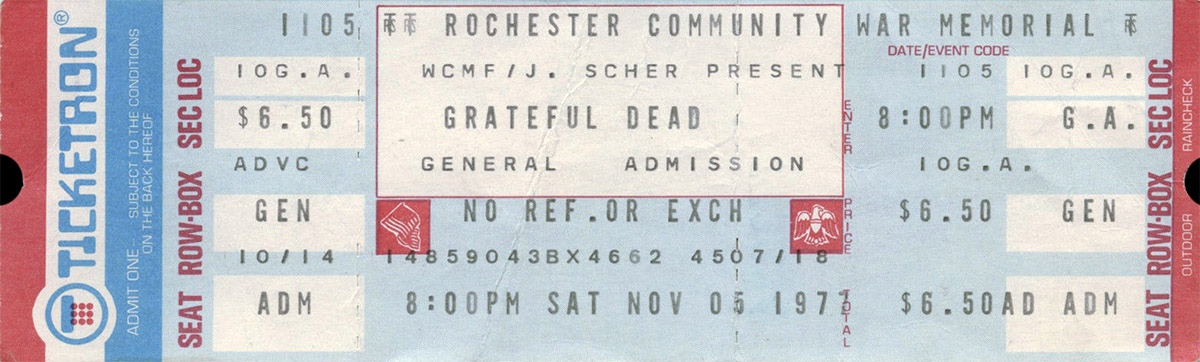 1105 ROCHESTER COMMUNITY WAR MEMORIAL
DATE/EVENT CODE
10G.A. WCMF/J. SCHER PRESENT 1105 10G.A.
$6.50 GRATEFUL DEAD 8:00PM G.A.
ADVC GENERAL ADMISSION 10G.A.
GEN NO REF.OR EXCH $6.50 GEN
10/14 14859043BX4662 4507/18
ADM 8:00PM SAT NOV 05 1977 $6.50AD ADM
TICKETRON®
ADMIT ONE... SUBJECT TO THE CONDITIONS
ON THE BACK HEREOF
SEAT ROW-BOX SEC LOC
ENTER
PRICE
TOTAL
SEAT ROW-BOX SEC LOC
OUTDOOR RAINCHECK